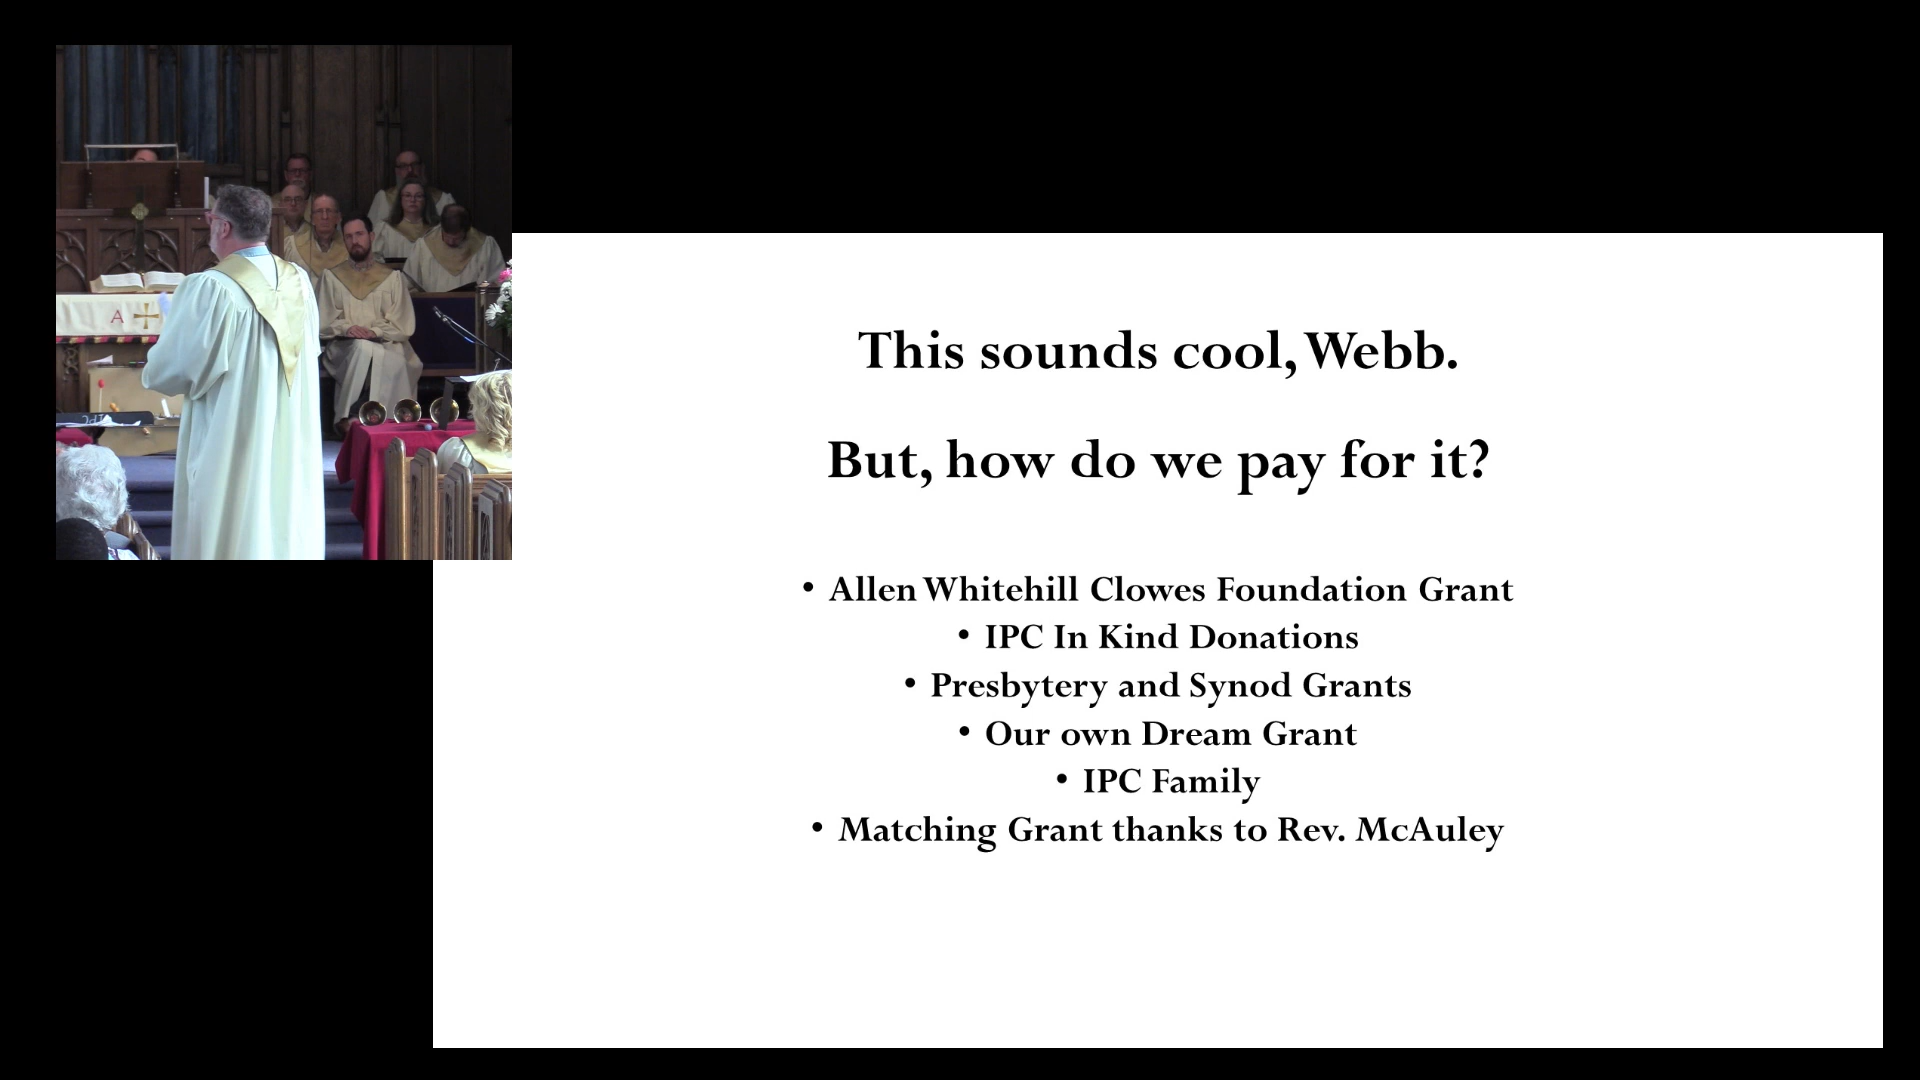 This sounds cool, Webb.
But, how do we pay for it?
• Allen Whitehill Clowes Foundation Grant
• IPC In Kind Donations
• Presbytery and Synod Grants
• Our own Dream Grant
• IPC Family
• Matching Grant thanks to Rev. McAuley
A
IPC